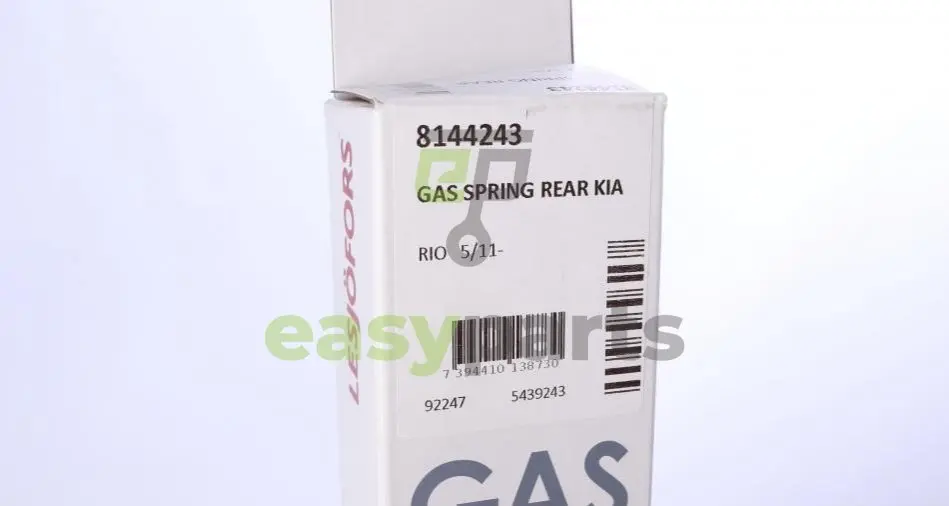 8144243
GAS SPRING REAR KIA
RIO 5/11-
7 394410 138730
92247 5439243
LESJÖFORS
easyparts
GAS